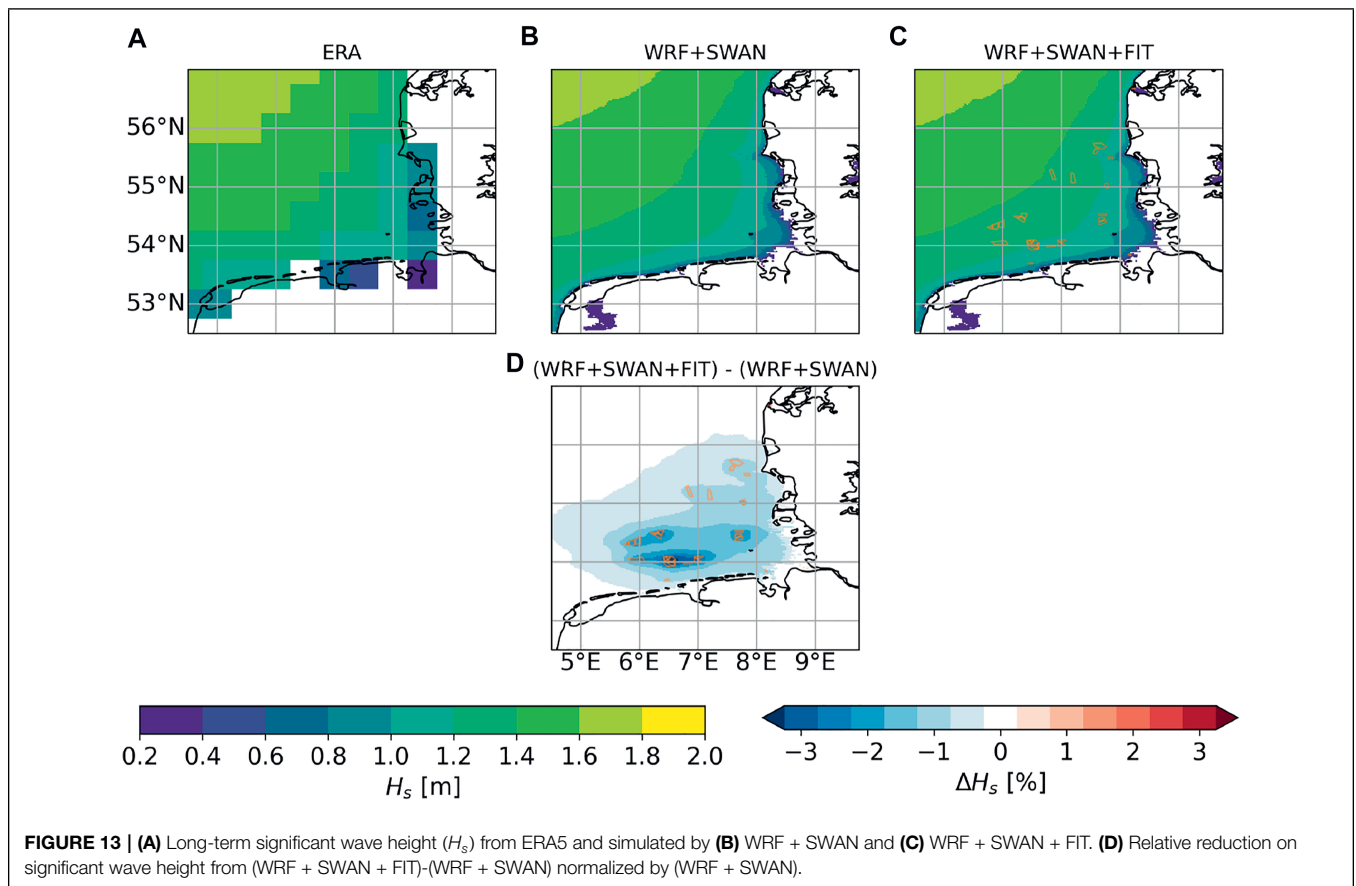 A
ERA
B
WRF+SWAN
C
WRF+SWAN+FIT
56°N
55°N
54°N
53°N
D (WRF+SWAN+FIT) - (WRF+SWAN)
5°E 6°E 7°E 8°E 9°E
0.2 0.4 0.6 0.8 1.0 1.2 1.4 1.6 1.8 2.0
Hs [m]
−3 −2 −1 0 1 2 3
ΔHs [%]
FIGURE 13 | (A) Long-term significant wave height (Hs) from ERA5 and simulated by (B) WRF + SWAN and (C) WRF + SWAN + FIT. (D) Relative reduction on
significant wave height from (WRF + SWAN + FIT)-(WRF + SWAN) normalized by (WRF + SWAN).